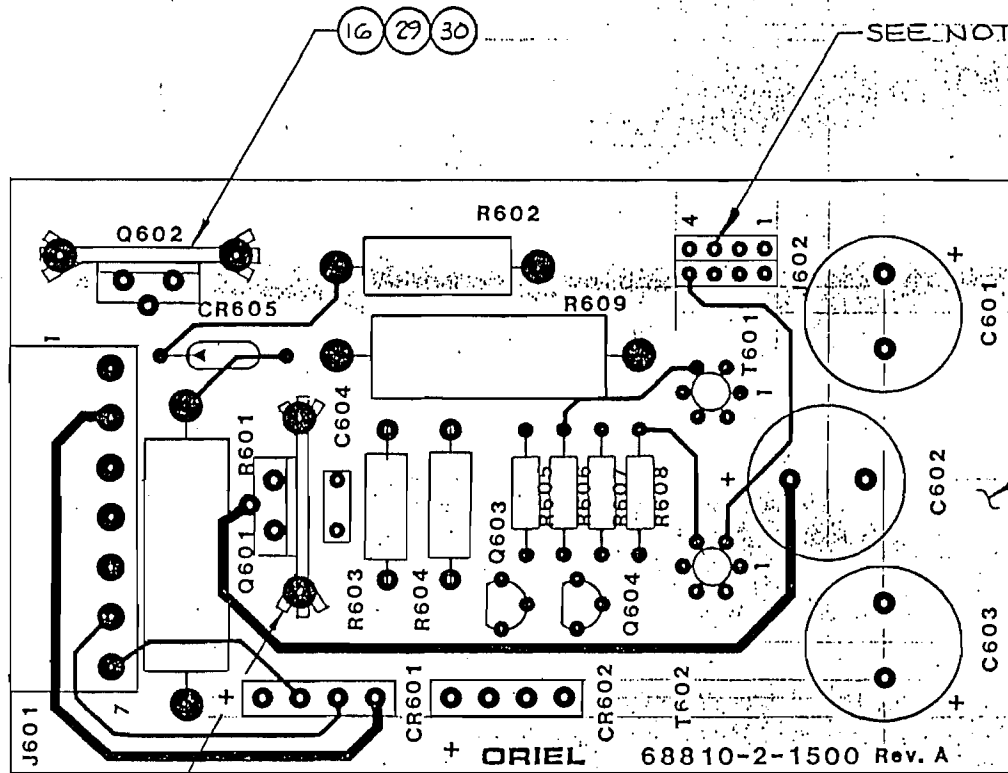 16 29 30
SEE NOT
Q602
R602
4 1
J602
+
C601
CR605
R609
T601
1
1
R601
C604
+
C602
Q601
R603
R604
Q603
R605
R606
R607
R608
Q604
1
C603
+
7
+
CR601
CR602
T602
J601
+ ORIEL 68810-2-1500 Rev. A